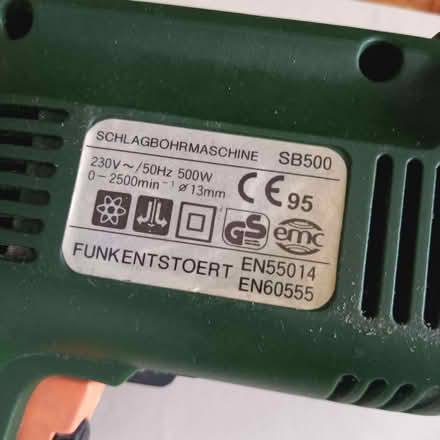 SCHLAGBOHRMASCHINE SB500
230V~/50Hz 500W
0-2500min⁻¹ ø13mm
CE 95
GS emc
FUNKENTSTOERT EN55014
EN60555